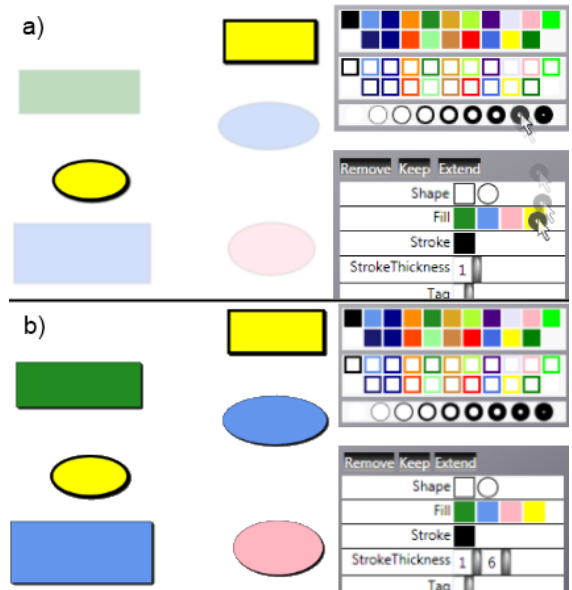 a)
Remove Keep Extend
Shape
Fill
Stroke
StrokeThickness 1
Tag
b)
Remove Keep Extend
Shape
Fill
Stroke
StrokeThickness 1 6
Tag